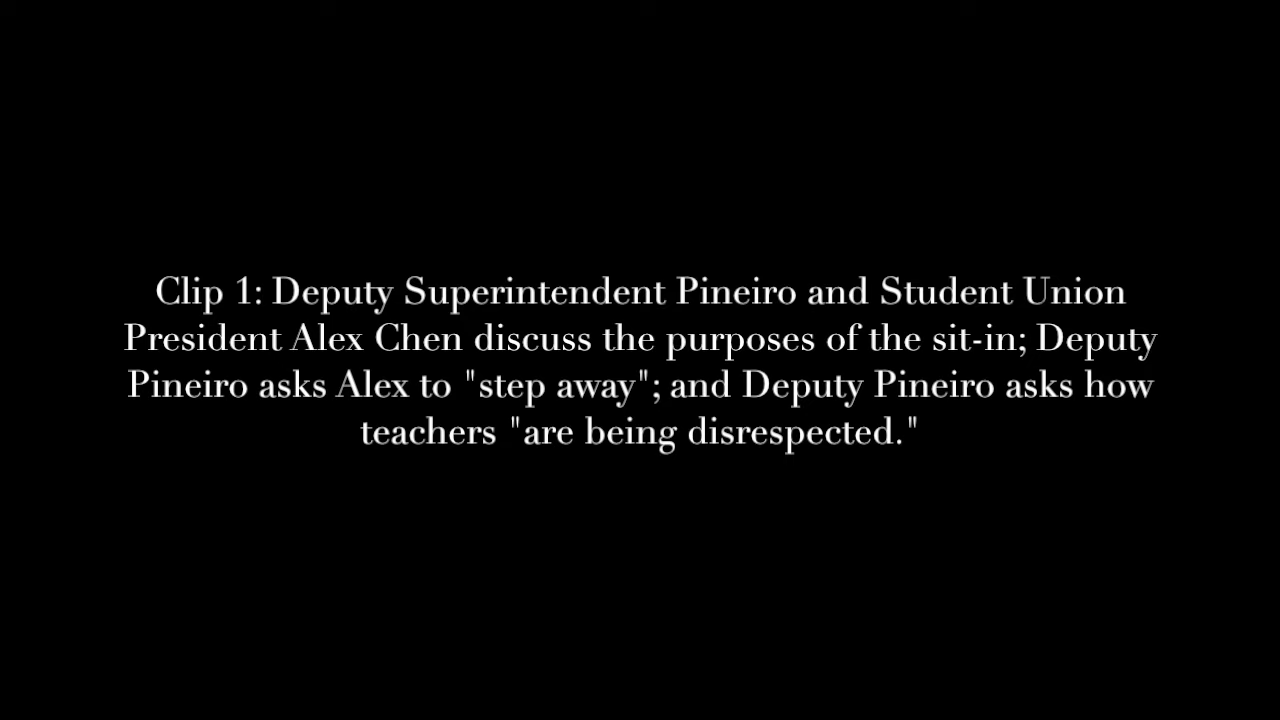 Clip 1: Deputy Superintendent Pineiro and Student Union
President Alex Chen discuss the purposes of the sit-in; Deputy
Pineiro asks Alex to "step away"; and Deputy Pineiro asks how
teachers "are being disrespected."